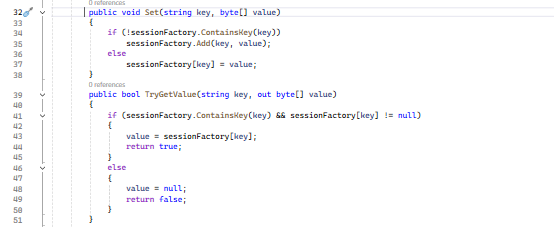 0 references
32 public void Set(string key, byte[] value)
33 {
34 if (!sessionFactory.ContainsKey(key))
35 sessionFactory.Add(key, value);
36 else
37 sessionFactory[key] = value;
38 }
0 references
39 public bool TryGetValue(string key, out byte[] value)
40 {
41 if (sessionFactory.ContainsKey(key) && sessionFactory[key] != null)
42 {
43 value = sessionFactory[key];
44 return true;
45 }
46 else
47 {
48 value = null;
49 return false;
50 }
51 }